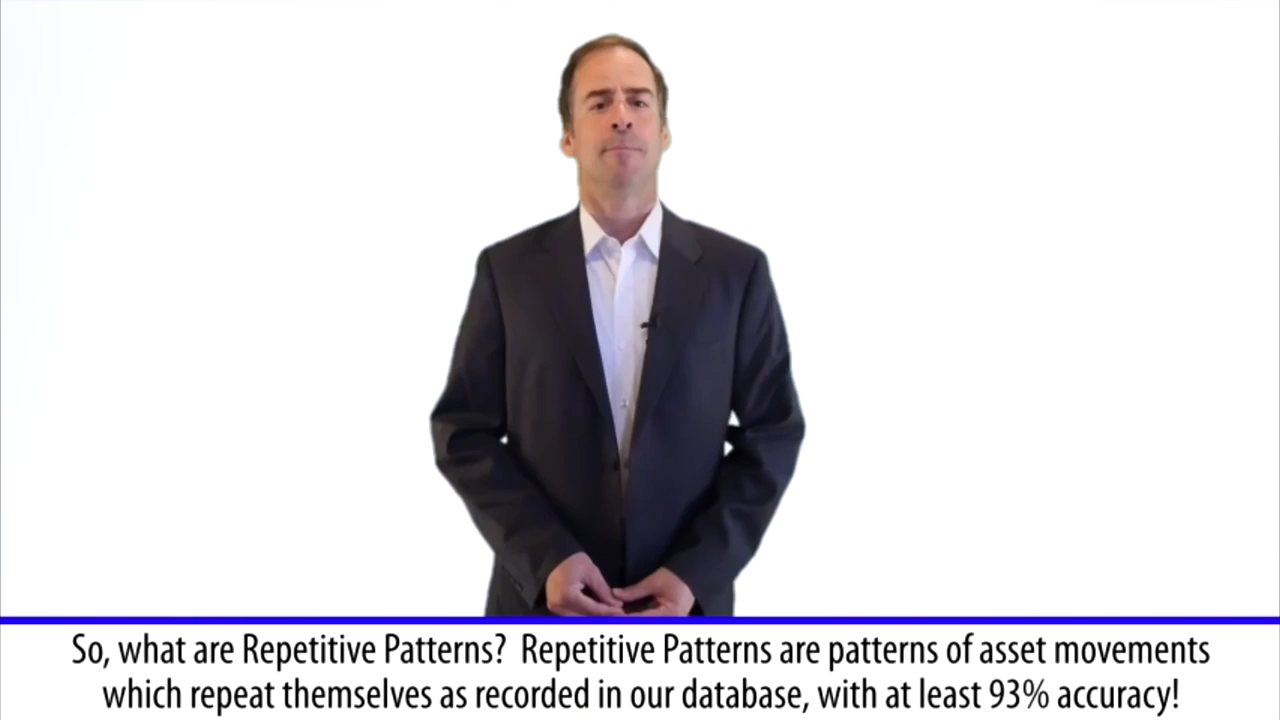 So, what are Repetitive Patterns?  Repetitive Patterns are patterns of asset movements
which repeat themselves as recorded in our database, with at least 93% accuracy!